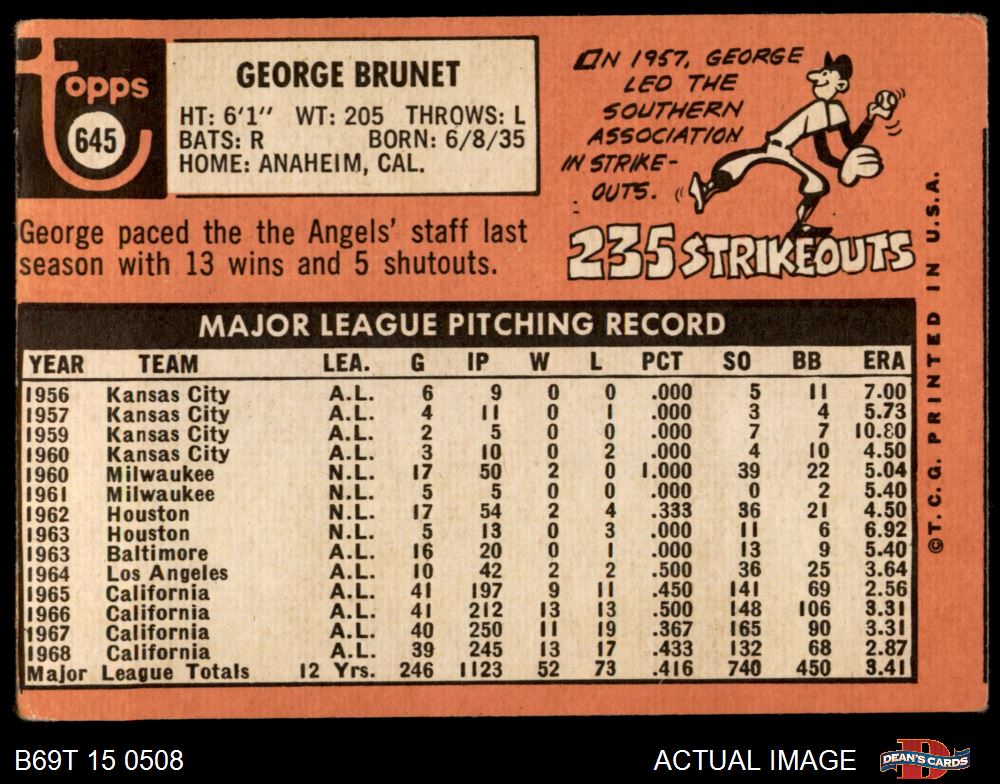 topps
645
GEORGE BRUNET
HT: 6'1" WT: 205 THROWS: L
BATS: R BORN: 6/8/35
HOME: ANAHEIM, CAL.
George paced the the Angels' staff last
season with 13 wins and 5 shutouts.
IN 1957, GEORGE
LED THE
SOUTHERN
ASSOCIATION
IN STRIKE-
OUTS.
235 STRIKEOUTS
MAJOR LEAGUE PITCHING RECORD
YEAR TEAM LEA. G IP W L PCT SO BB ERA
1956 Kansas City A.L. 6 9 0 0 .000 5 11 7.00
1957 Kansas City A.L. 4 11 0 1 .000 3 4 5.73
1959 Kansas City A.L. 2 5 0 0 .000 7 7 10.80
1960 Kansas City A.L. 3 10 0 2 .000 4 10 4.50
1960 Milwaukee N.L. 17 50 2 0 1.000 39 22 5.04
1961 Milwaukee N.L. 5 5 0 0 .000 0 2 5.40
1962 Houston N.L. 17 54 2 4 .333 36 21 4.50
1963 Houston N.L. 5 13 0 3 .000 11 6 6.92
1963 Baltimore A.L. 16 20 0 1 .000 13 9 5.40
1964 Los Angeles A.L. 10 42 2 2 .500 36 25 3.64
1965 California A.L. 41 197 9 11 .450 141 69 2.56
1966 California A.L. 41 212 13 13 .500 148 106 3.31
1967 California A.L. 40 250 11 19 .367 165 90 3.31
1968 California A.L. 39 245 13 17 .433 132 68 2.87
Major League Totals 12 Yrs. 246 1123 52 73 .416 740 450 3.41
©T. C. G. PRINTED IN U.S.A.
B69T 15 0508
ACTUAL IMAGE
D
DEAN'S CARDS